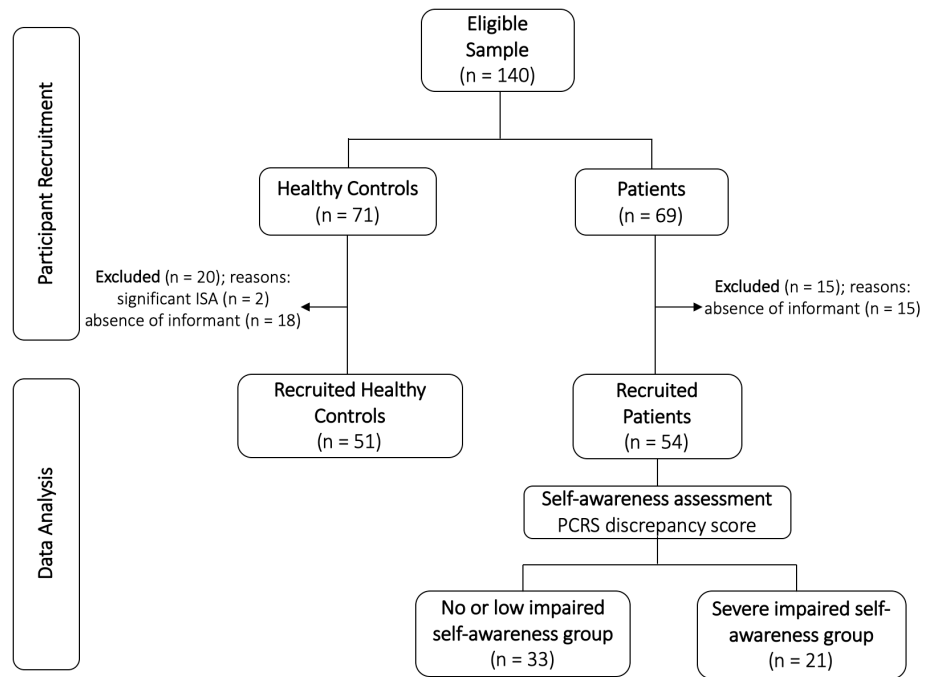 Participant Recruitment
Eligible
Sample
(n = 140)
Healthy Controls
(n = 71)
Patients
(n = 69)
Excluded (n = 20); reasons:
significant ISA (n = 2)
absence of informant (n = 18)
Excluded (n = 15); reasons:
absence of informant (n = 15)
Data Analysis
Recruited Healthy
Controls
(n = 51)
Recruited
Patients
(n = 54)
Self-awareness assessment
PCRS discrepancy score
No or low impaired
self-awareness group
(n = 33)
Severe impaired self-
awareness group
(n = 21)